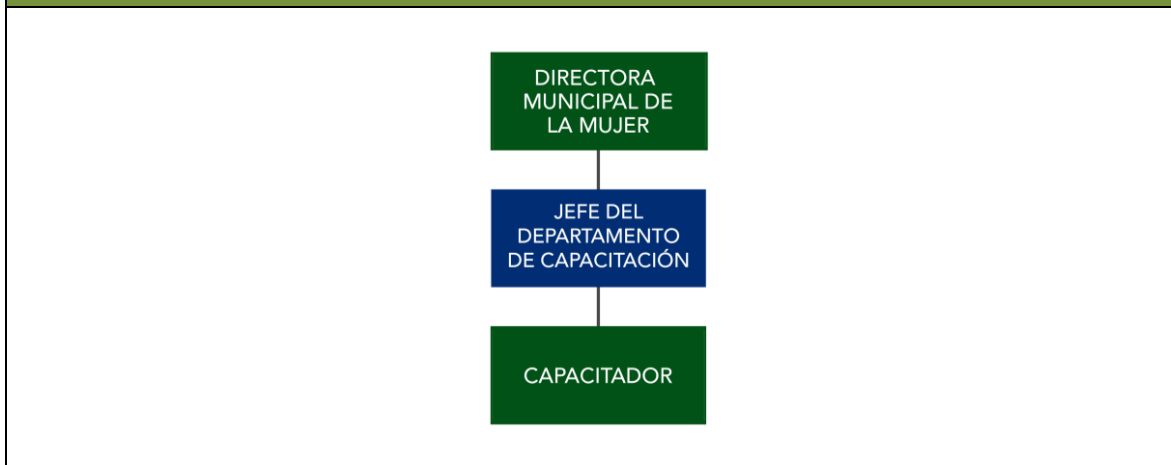 DIRECTORA
MUNICIPAL DE
LA MUJER
JEFE DEL
DEPARTAMENTO
DE CAPACITACIÓN
CAPACITADOR